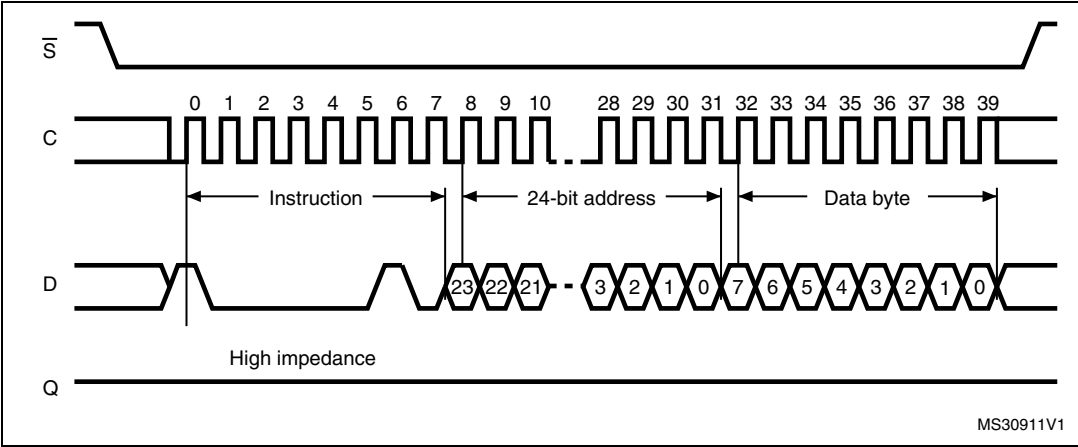 S̅
0 1 2 3 4 5 6 7 8 9 10 28 29 30 31 32 33 34 35 36 37 38 39
C
Instruction 24-bit address Data byte
D 23 22 21 3 2 1 0 7 6 5 4 3 2 1 0
High impedance
Q
MS30911V1